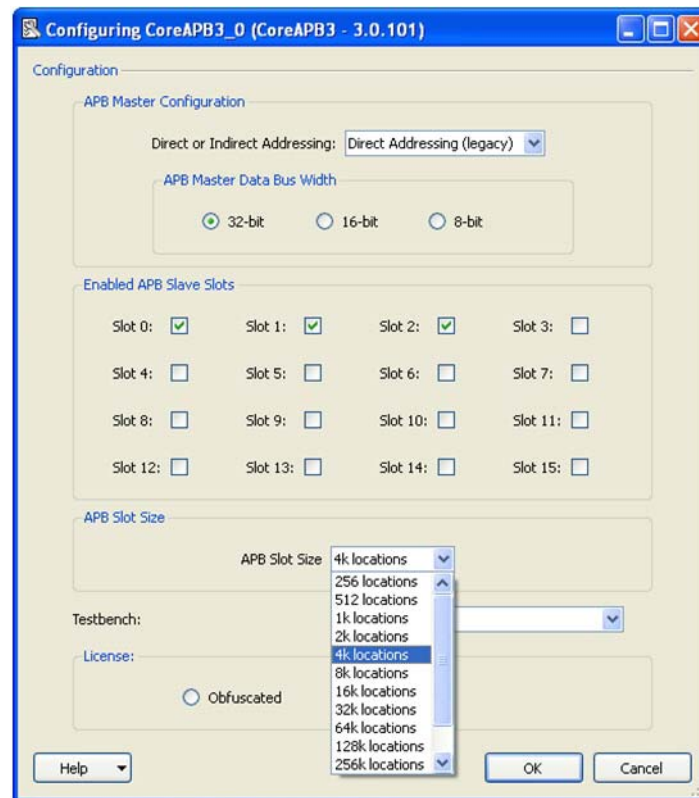 Configuring CoreAPB3_0 (CoreAPB3 - 3.0.101)
Configuration
APB Master Configuration
Direct or Indirect Addressing: Direct Addressing (legacy)
APB Master Data Bus Width
32-bit 16-bit 8-bit
Enabled APB Slave Slots
Slot 0: Slot 1: Slot 2: Slot 3:
Slot 4: Slot 5: Slot 6: Slot 7:
Slot 8: Slot 9: Slot 10: Slot 11:
Slot 12: Slot 13: Slot 14: Slot 15:
APB Slot Size
APB Slot Size 4k locations
256 locations
512 locations
1k locations
2k locations
4k locations
8k locations
16k locations
32k locations
64k locations
128k locations
256k locations
Testbench:
License:
Obfuscated
Help OK Cancel